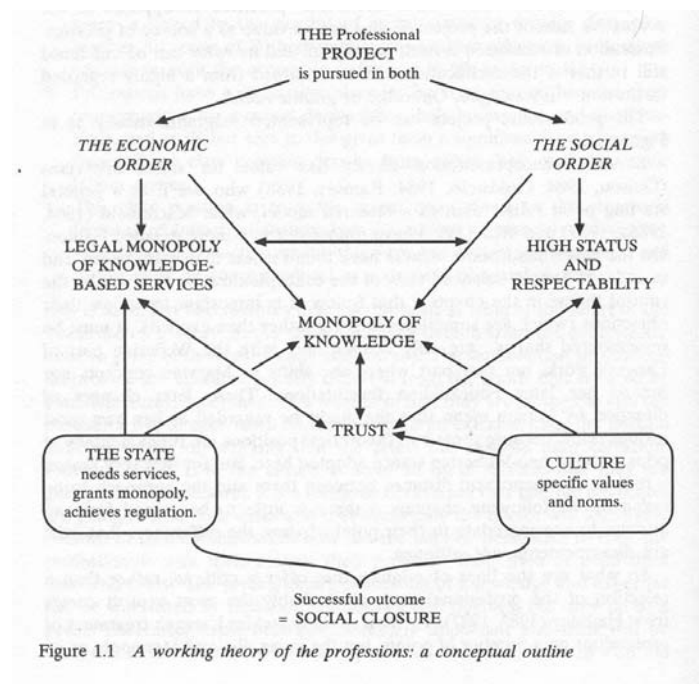 THE Professional
PROJECT
is pursued in both
THE ECONOMIC
ORDER
THE SOCIAL
ORDER
LEGAL MONOPOLY
OF KNOWLEDGE-
BASED SERVICES
HIGH STATUS
AND
RESPECTABILITY
MONOPOLY OF
KNOWLEDGE
TRUST
THE STATE
needs services,
grants monopoly,
achieves regulation.
CULTURE
specific values
and norms.
Successful outcome
= SOCIAL CLOSURE
Figure 1.1 A working theory of the professions: a conceptual outline